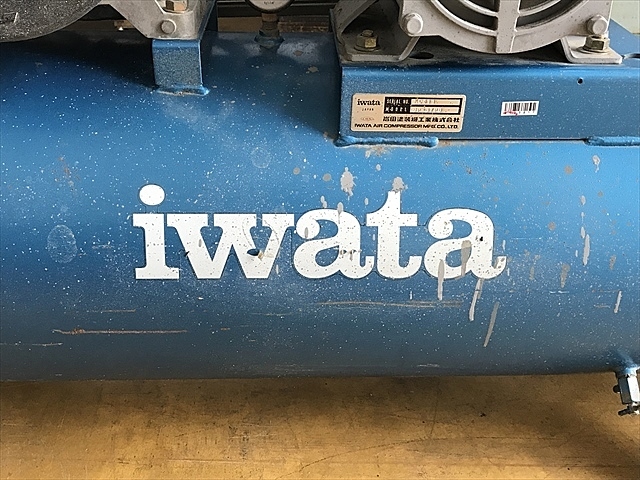 iwata
JAPAN
SERIAL NO.
MODEL
岩田塗装機工業株式会社
IWATA AIR COMPRESSOR MFG. CO., LTD.
iwata